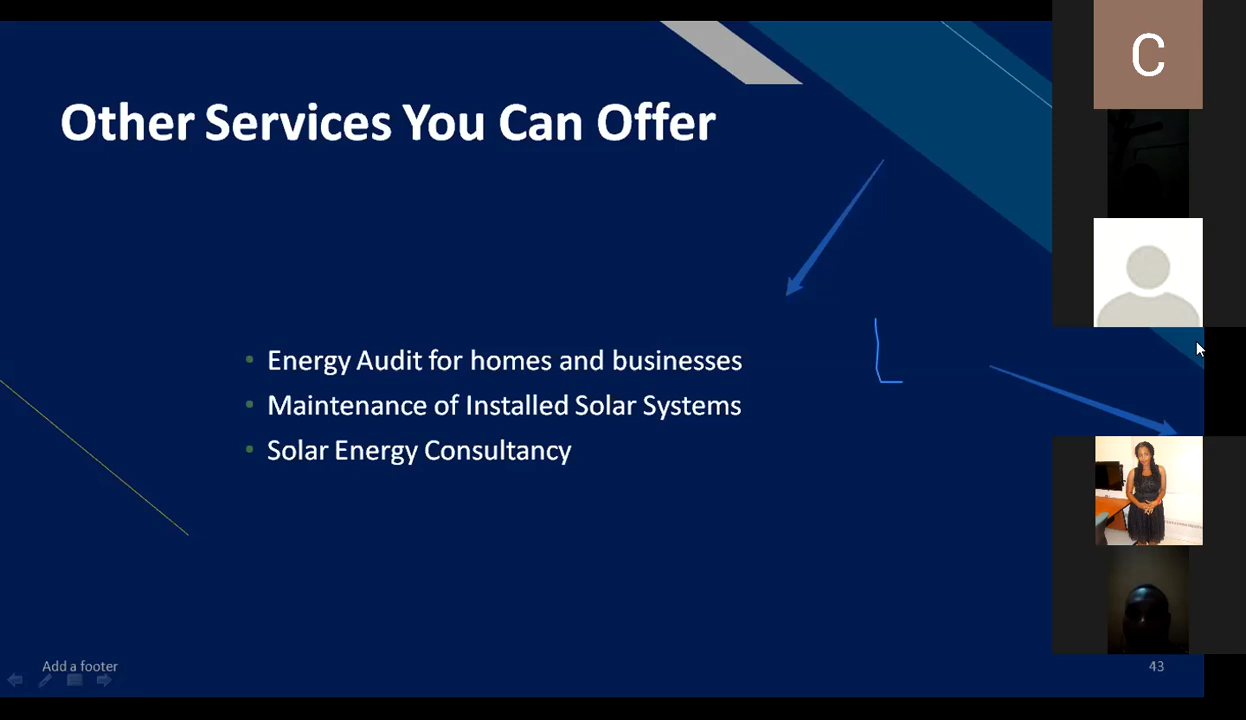 C
Other Services You Can Offer
• Energy Audit for homes and businesses
• Maintenance of Installed Solar Systems
• Solar Energy Consultancy
Add a footer
43